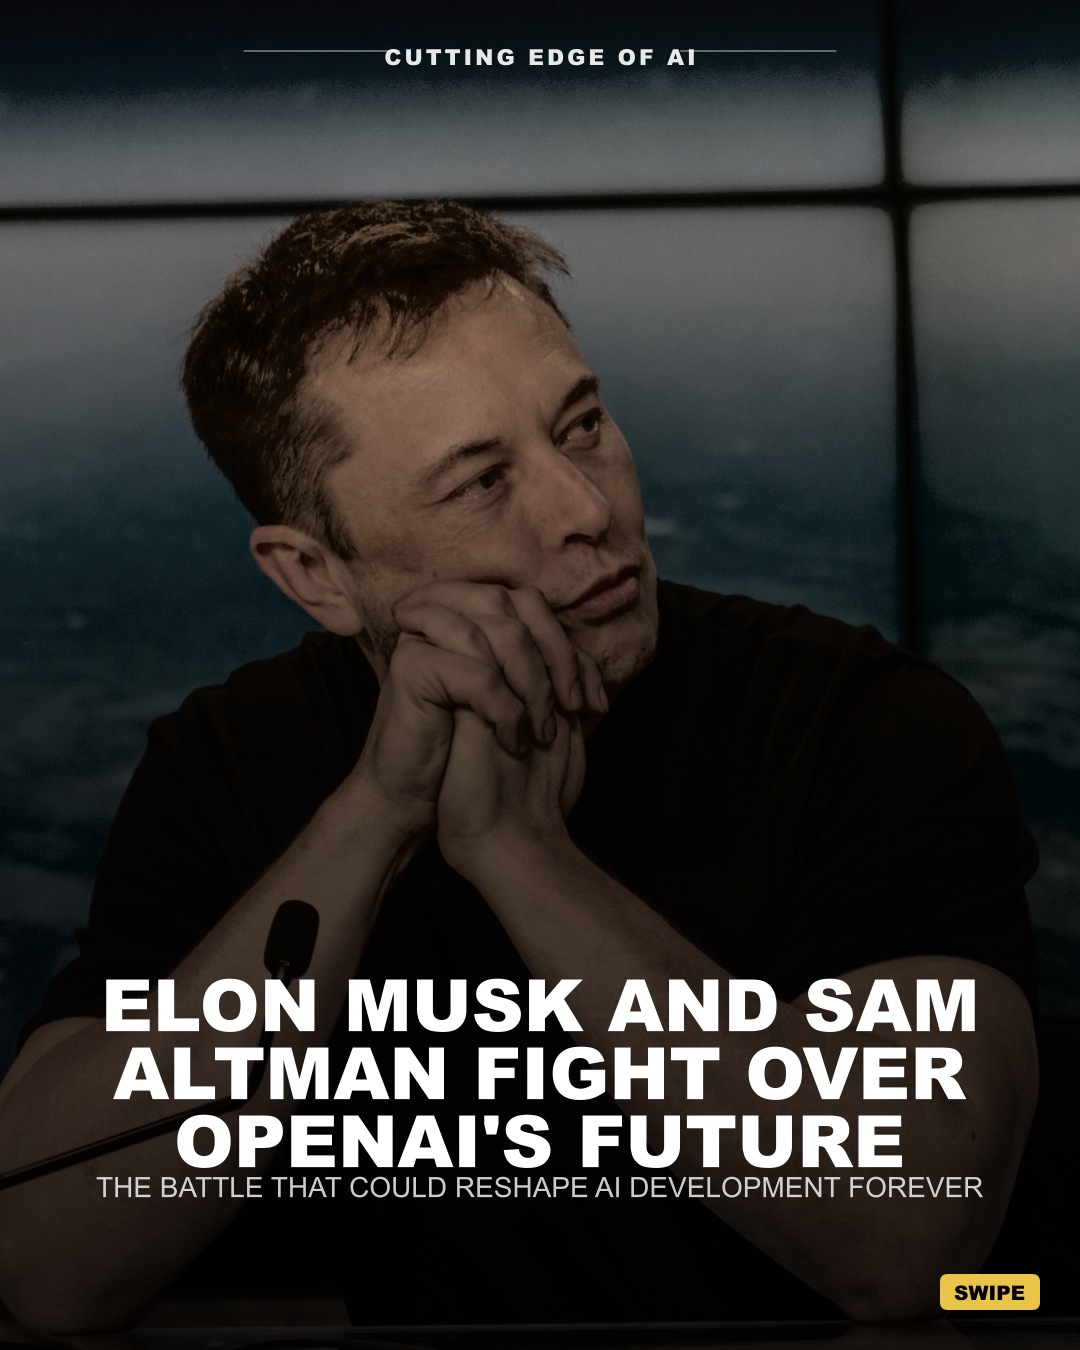 CUTTING EDGE OF AI
ELON MUSK AND SAM
ALTMAN FIGHT OVER
OPENAI'S FUTURE
THE BATTLE THAT COULD RESHAPE AI DEVELOPMENT FOREVER
SWIPE